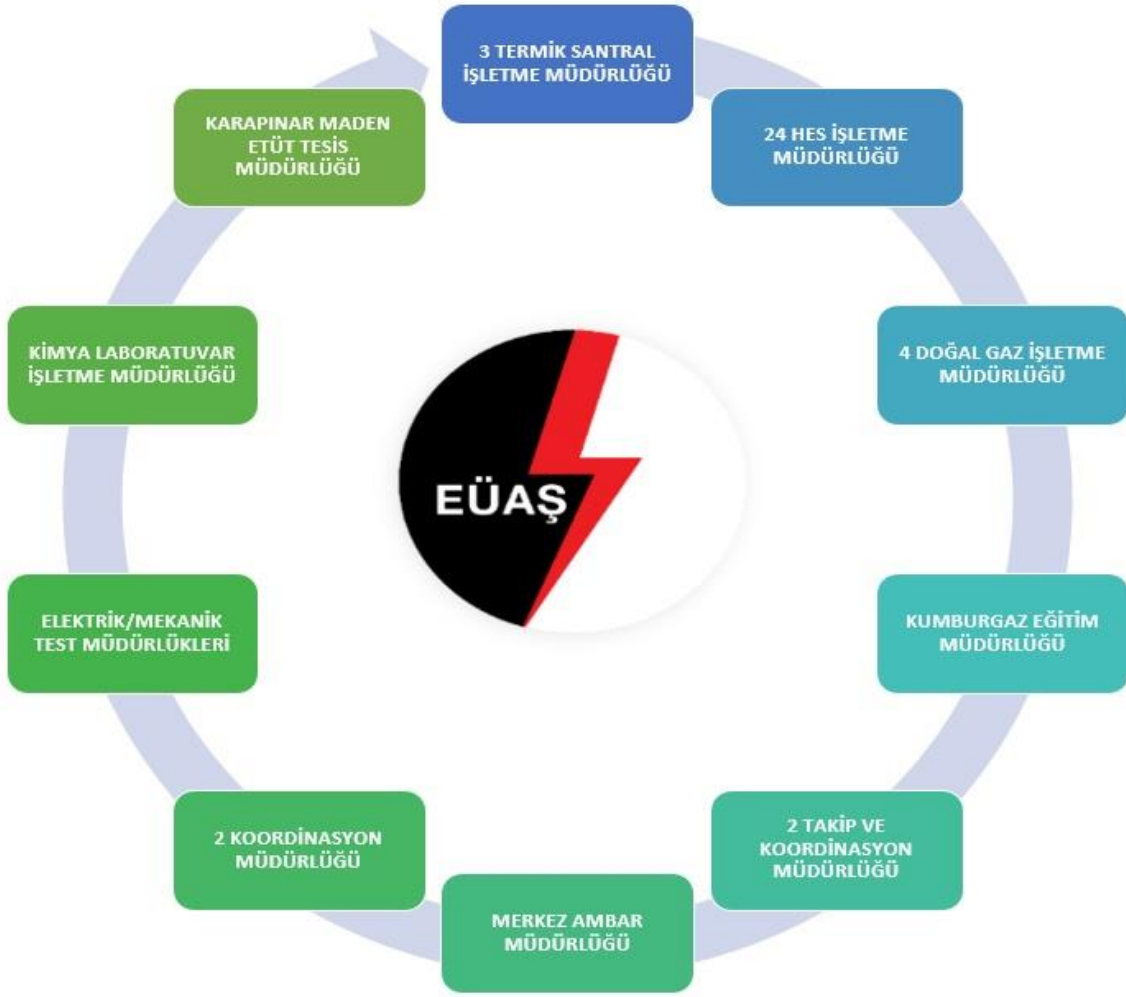 3 TERMİK SANTRAL
İŞLETME MÜDÜRLÜĞÜ
24 HES İŞLETME
MÜDÜRLÜĞÜ
4 DOĞAL GAZ İŞLETME
MÜDÜRLÜĞÜ
KUMBURGAZ EĞİTİM
MÜDÜRLÜĞÜ
2 TAKİP VE
KOORDİNASYON
MÜDÜRLÜĞÜ
MERKEZ AMBAR
MÜDÜRLÜĞÜ
2 KOORDİNASYON
MÜDÜRLÜĞÜ
ELEKTRİK/MEKANİK
TEST MÜDÜRLÜKLERİ
KİMYA LABORATUVAR
İŞLETME MÜDÜRLÜĞÜ
KARAPINAR MADEN
ETÜT TESİS
MÜDÜRLÜĞÜ
EÜAŞ